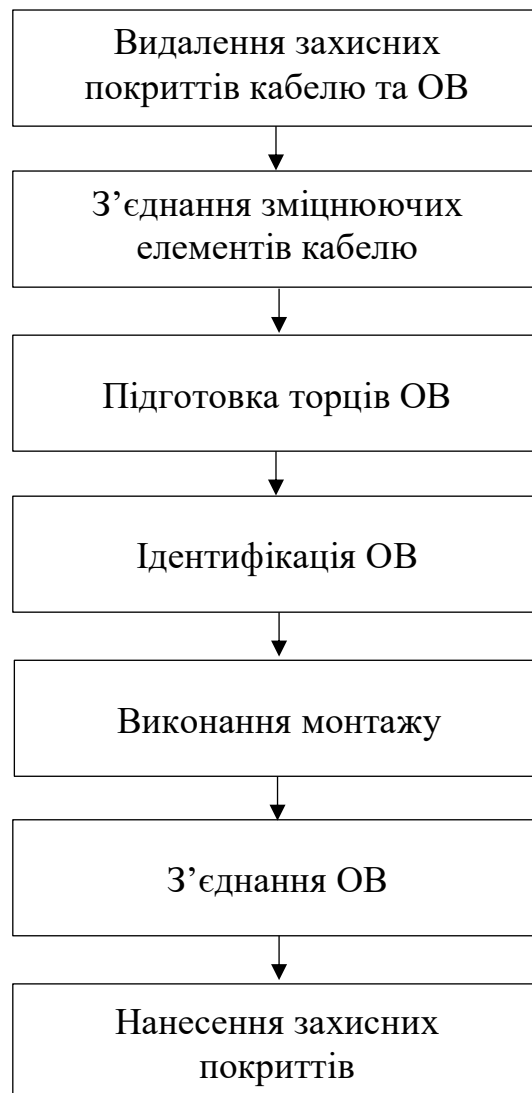 Видалення захисних
покриттів кабелю та ОВ
З’єднання зміцнюючих
елементів кабелю
Підготовка торців ОВ
Ідентифікація ОВ
Виконання монтажу
З’єднання ОВ
Нанесення захисних
покриттів